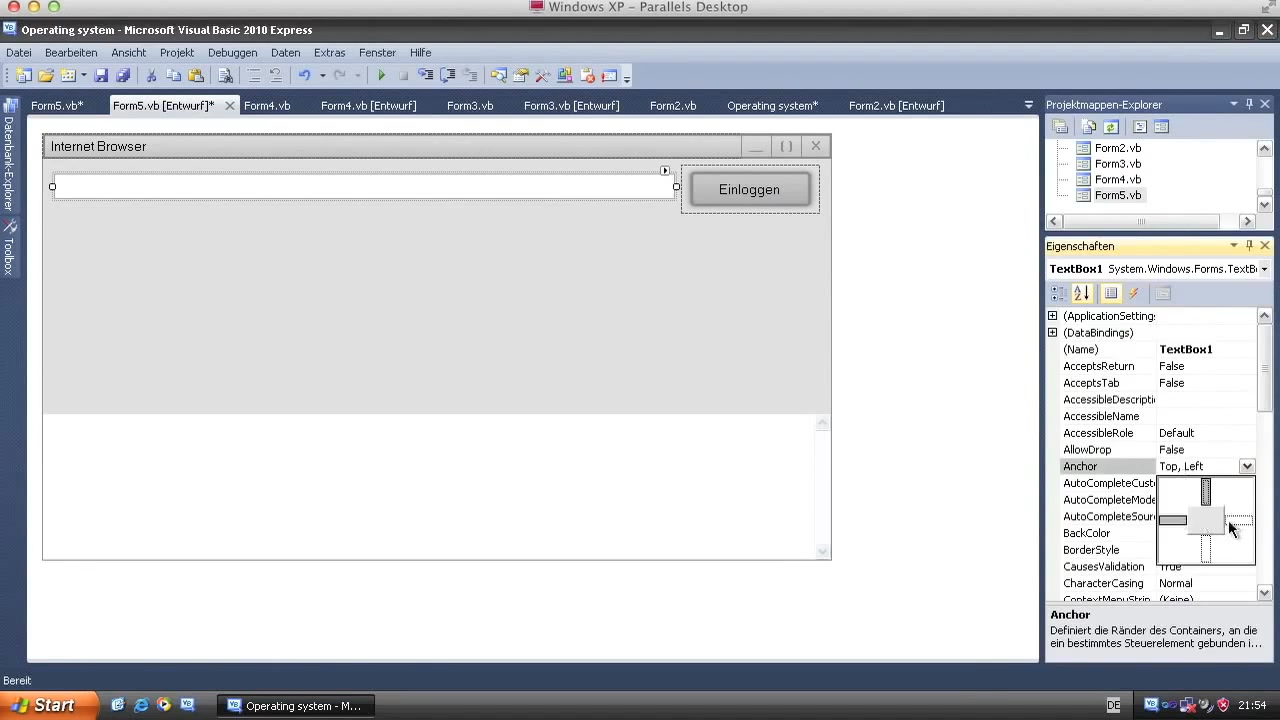 Windows XP - Parallels Desktop
Operating system - Microsoft Visual Basic 2010 Express
Datei Bearbeiten Ansicht Projekt Debuggen Daten Extras Fenster Hilfe
Form5.vb* Form5.vb [Entwurf]* Form4.vb Form4.vb [Entwurf] Form3.vb Form3.vb [Entwurf] Form2.vb Operating system* Form2.vb [Entwurf]
Datenbank-Explorer
Toolbox
Internet Browser
Einloggen
Projektmappen-Explorer
Form2.vb
Form3.vb
Form4.vb
Form5.vb
Eigenschaften
TextBox1 System.Windows.Forms.TextB
(ApplicationSetting:
(DataBindings)
(Name) TextBox1
AcceptsReturn False
AcceptsTab False
AccessibleDescripti
AccessibleName
AccessibleRole Default
AllowDrop False
Anchor Top, Left
AutoCompleteCust
AutoCompleteMode
AutoCompleteSour
BackColor
BorderStyle
CausesValidation True
CharacterCasing Normal
ContextMenuStrip (Keine)
Anchor
Definiert die Ränder des Containers, an die
ein bestimmtes Steuerelement gebunden i...
Bereit
Start
Operating system - M...
DE
21:54